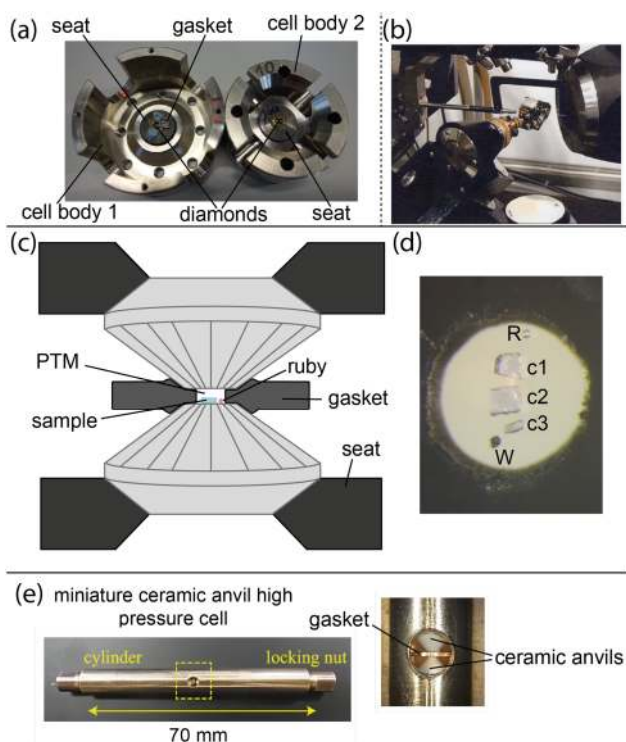 (a)
seat
gasket
cell body 2
10
cell body 1
diamonds
seat
(b)
(c)
PTM
sample
ruby
gasket
seat
(d)
R
c1
c2
c3
W
(e)
miniature ceramic anvil high
pressure cell
cylinder
locking nut
70 mm
gasket
ceramic anvils